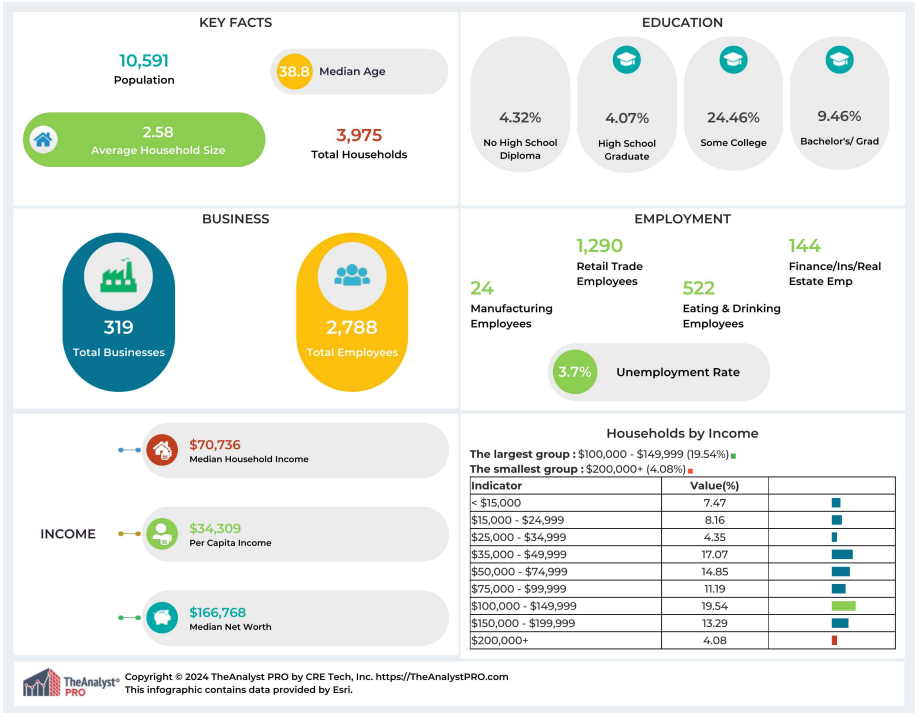 KEY FACTS
10,591
Population
38.8 Median Age
2.58
Average Household Size
3,975
Total Households
EDUCATION
4.32%
No High School
Diploma
4.07%
High School
Graduate
24.46%
Some College
9.46%
Bachelor's/ Grad
BUSINESS
319
Total Businesses
2,788
Total Employees
EMPLOYMENT
24
Manufacturing
Employees
1,290
Retail Trade
Employees
522
Eating & Drinking
Employees
144
Finance/Ins/Real
Estate Emp
3.7% Unemployment Rate
INCOME
$70,736
Median Household Income
$34,309
Per Capita Income
$166,768
Median Net Worth
Households by Income
The largest group : $100,000 - $149,999 (19.54%)
The smallest group : $200,000+ (4.08%)
Indicator Value(%)
< $15,000 7.47
$15,000 - $24,999 8.16
$25,000 - $34,999 4.35
$35,000 - $49,999 17.07
$50,000 - $74,999 14.85
$75,000 - $99,999 11.19
$100,000 - $149,999 19.54
$150,000 - $199,999 13.29
$200,000+ 4.08
TheAnalyst®
PRO
Copyright © 2024 TheAnalyst PRO by CRE Tech, Inc. https://TheAnalystPRO.com
This infographic contains data provided by Esri.